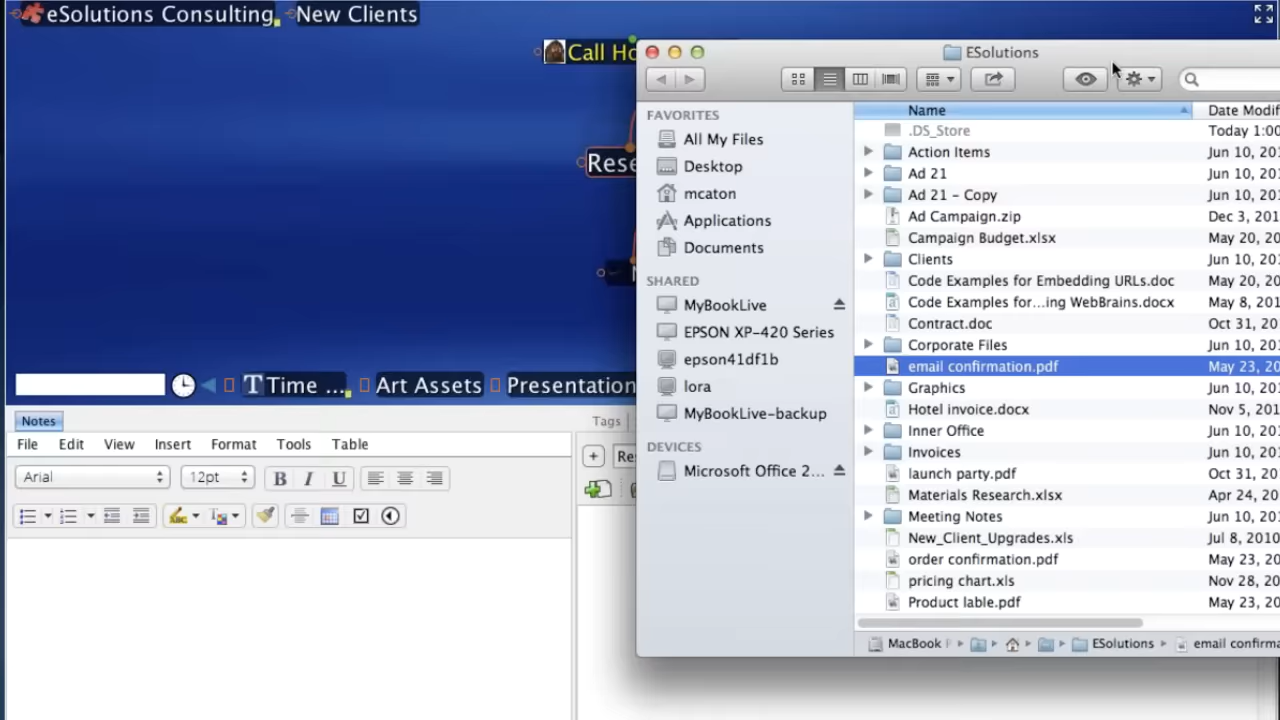 eSolutions Consulting
New Clients
Call Ho
Rese
Time ...
Art Assets
Presentation
Notes
File Edit View Insert Format Tools Table
Arial
12pt
B I U
Tags
Re
ESolutions
FAVORITES
All My Files
Desktop
mcaton
Applications
Documents
SHARED
MyBookLive
EPSON XP-420 Series
epson41df1b
lora
MyBookLive-backup
DEVICES
Microsoft Office 2...
Name Date Modif
.DS_Store Today 1:00
Action Items Jun 10, 201
Ad 21 Jun 10, 201
Ad 21 - Copy Jun 10, 201
Ad Campaign.zip Dec 3, 201
Campaign Budget.xlsx May 20, 20
Clients Jun 10, 201
Code Examples for Embedding URLs.doc May 20, 20
Code Examples for...ing WebBrains.docx May 8, 201
Contract.doc Oct 31, 20
Corporate Files Jun 10, 201
email confirmation.pdf May 23, 20
Graphics Jun 10, 201
Hotel invoice.docx Nov 5, 201
Inner Office Jun 10, 201
Invoices Jun 10, 201
launch party.pdf Oct 31, 20
Materials Research.xlsx Apr 24, 20
Meeting Notes Jun 10, 201
New_Client_Upgrades.xls Jul 8, 2010
order confirmation.pdf May 23, 20
pricing chart.xls Nov 28, 20
Product lable.pdf May 23, 20
MacBook
ESolutions
email confirma